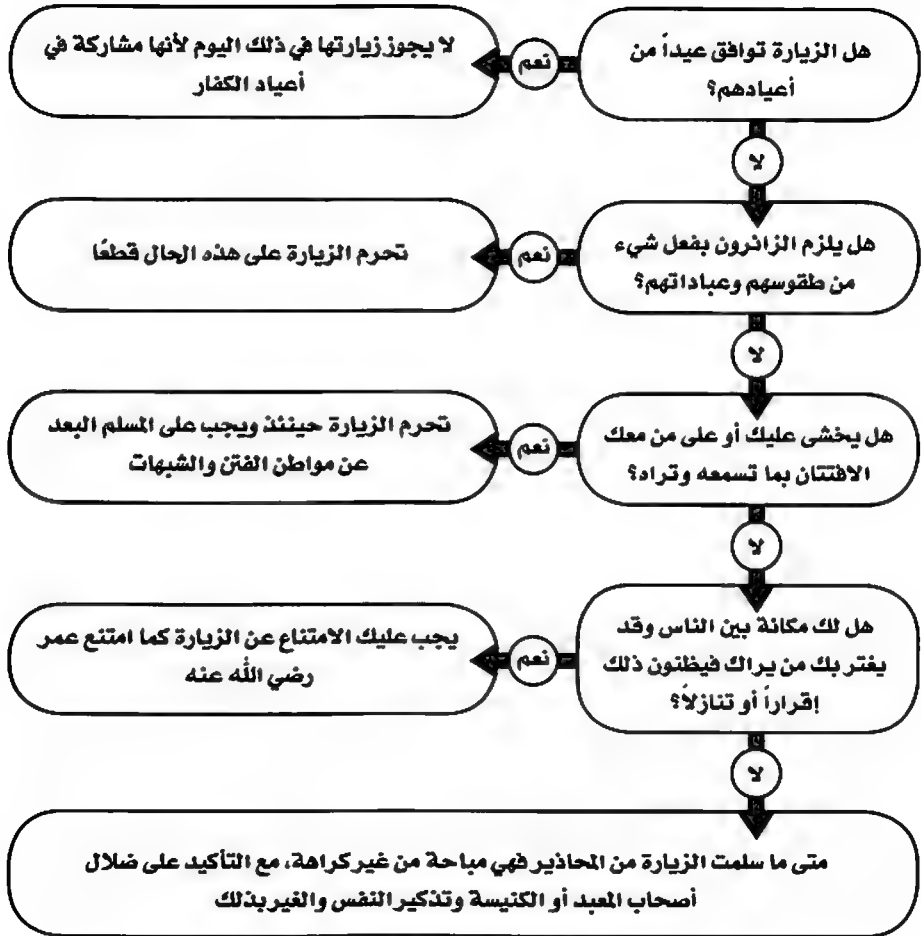 هل الزيارة توافق عيداً من
أعيادهم؟
نعم
لا يجوز زيارتها في ذلك اليوم لأنها مشاركة في
أعياد الكفار
لا
هل يلزم الزائرون بفعل شيء
من طقوسهم وعباداتهم؟
نعم
تحرم الزيارة على هذه الحال قطعًا
لا
هل يخشى عليك أو على من معك
الافتتان بما تسمعه وتراه؟
نعم
تحرم الزيارة حينئذ ويجب على المسلم البعد
عن مواطن الفتن والشبهات
لا
هل لك مكانة بين الناس وقد
يغتر بك من يراك فيظنون ذلك
إقراراً أو تنازلاً؟
نعم
يجب عليك الامتناع عن الزيارة كما امتنع عمر
رضي الله عنه
لا
متى ما سلمت الزيارة من المحاذير فهي مباحة من غير كراهة، مع التأكيد على ضلال
أصحاب المعبد أو الكنيسة وتذكير النفس والغير بذلك